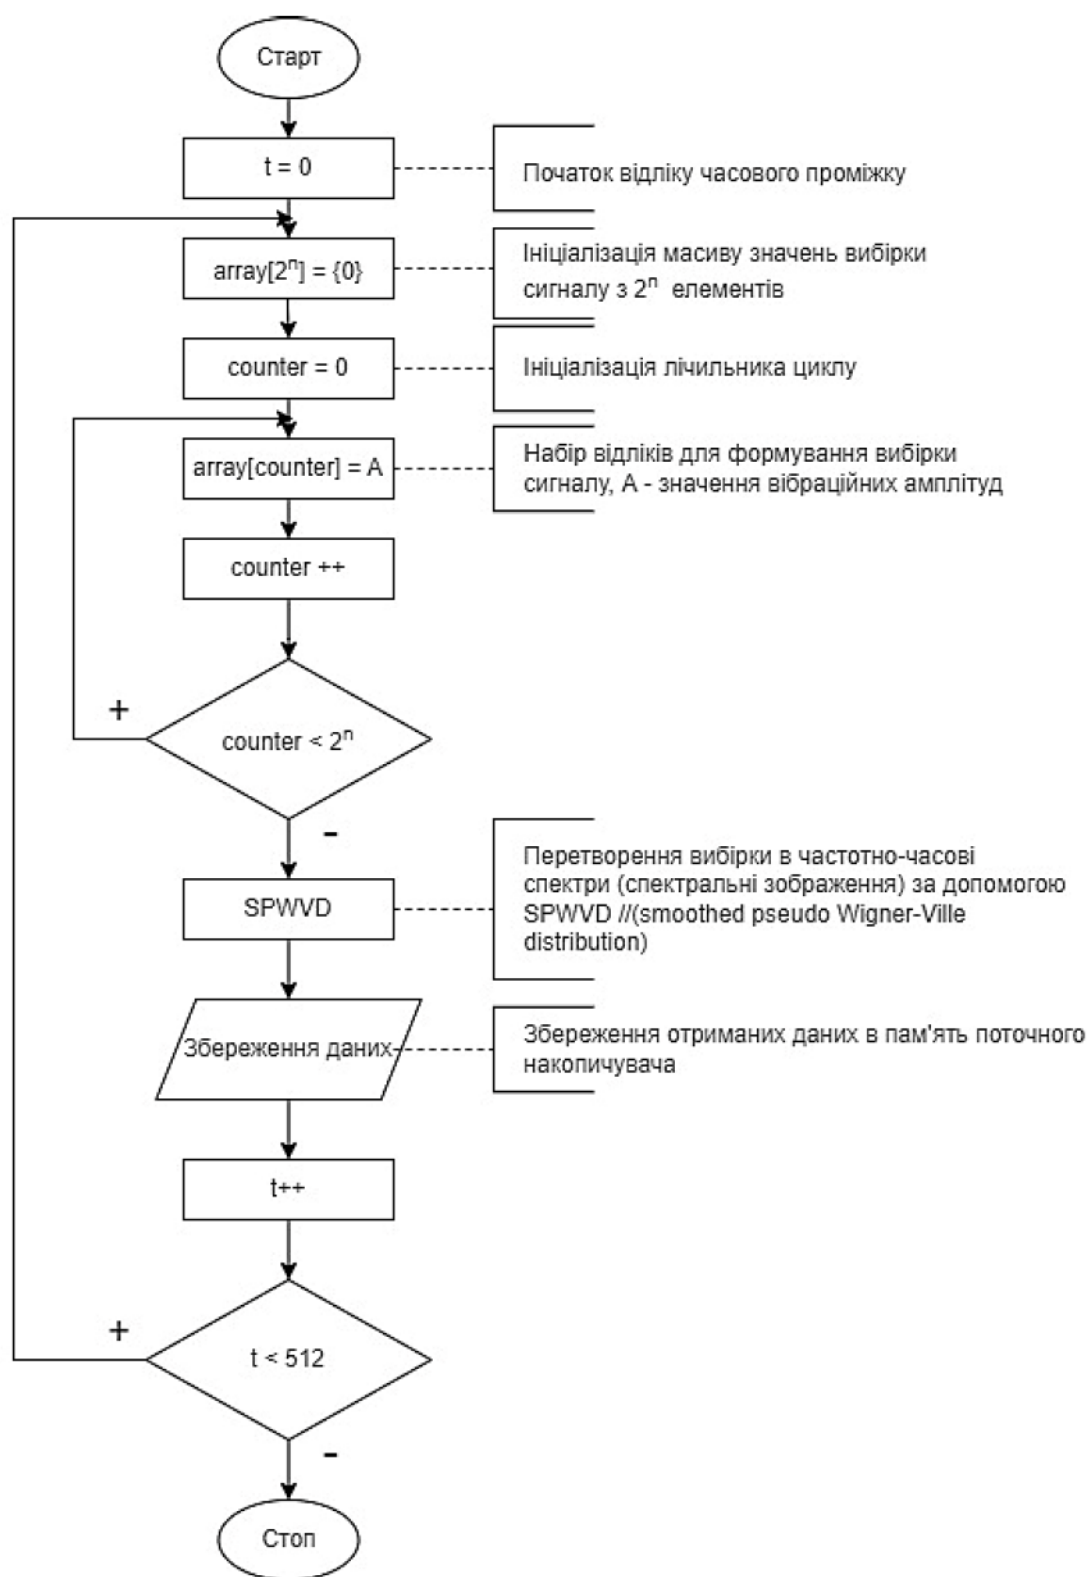 Старт
t = 0
Початок відліку часового проміжку
array[2ⁿ] = {0}
Ініціалізація масиву значень вибірки
сигналу з 2ⁿ елементів
counter = 0
Ініціалізація лічильника циклу
array[counter] = A
Набір відліків для формування вибірки
сигналу, А - значення вібраційних амплітуд
counter ++
+
counter < 2ⁿ
-
SPWVD
Перетворення вибірки в частотно-часові
спектри (спектральні зображення) за допомогою
SPWVD //(smoothed pseudo Wigner-Ville
distribution)
Збереження даних
Збереження отриманих даних в пам'ять поточного
накопичувача
t++
+
t < 512
-
Стоп